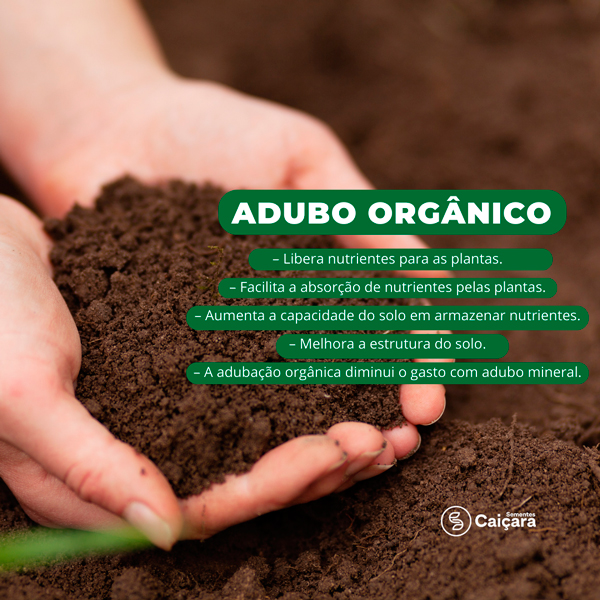 ADUBO ORGÂNICO
– Libera nutrientes para as plantas.
– Facilita a absorção de nutrientes pelas plantas.
– Aumenta a capacidade do solo em armazenar nutrientes.
– Melhora a estrutura do solo.
– A adubação orgânica diminui o gasto com adubo mineral.
Sementes
Caiçara